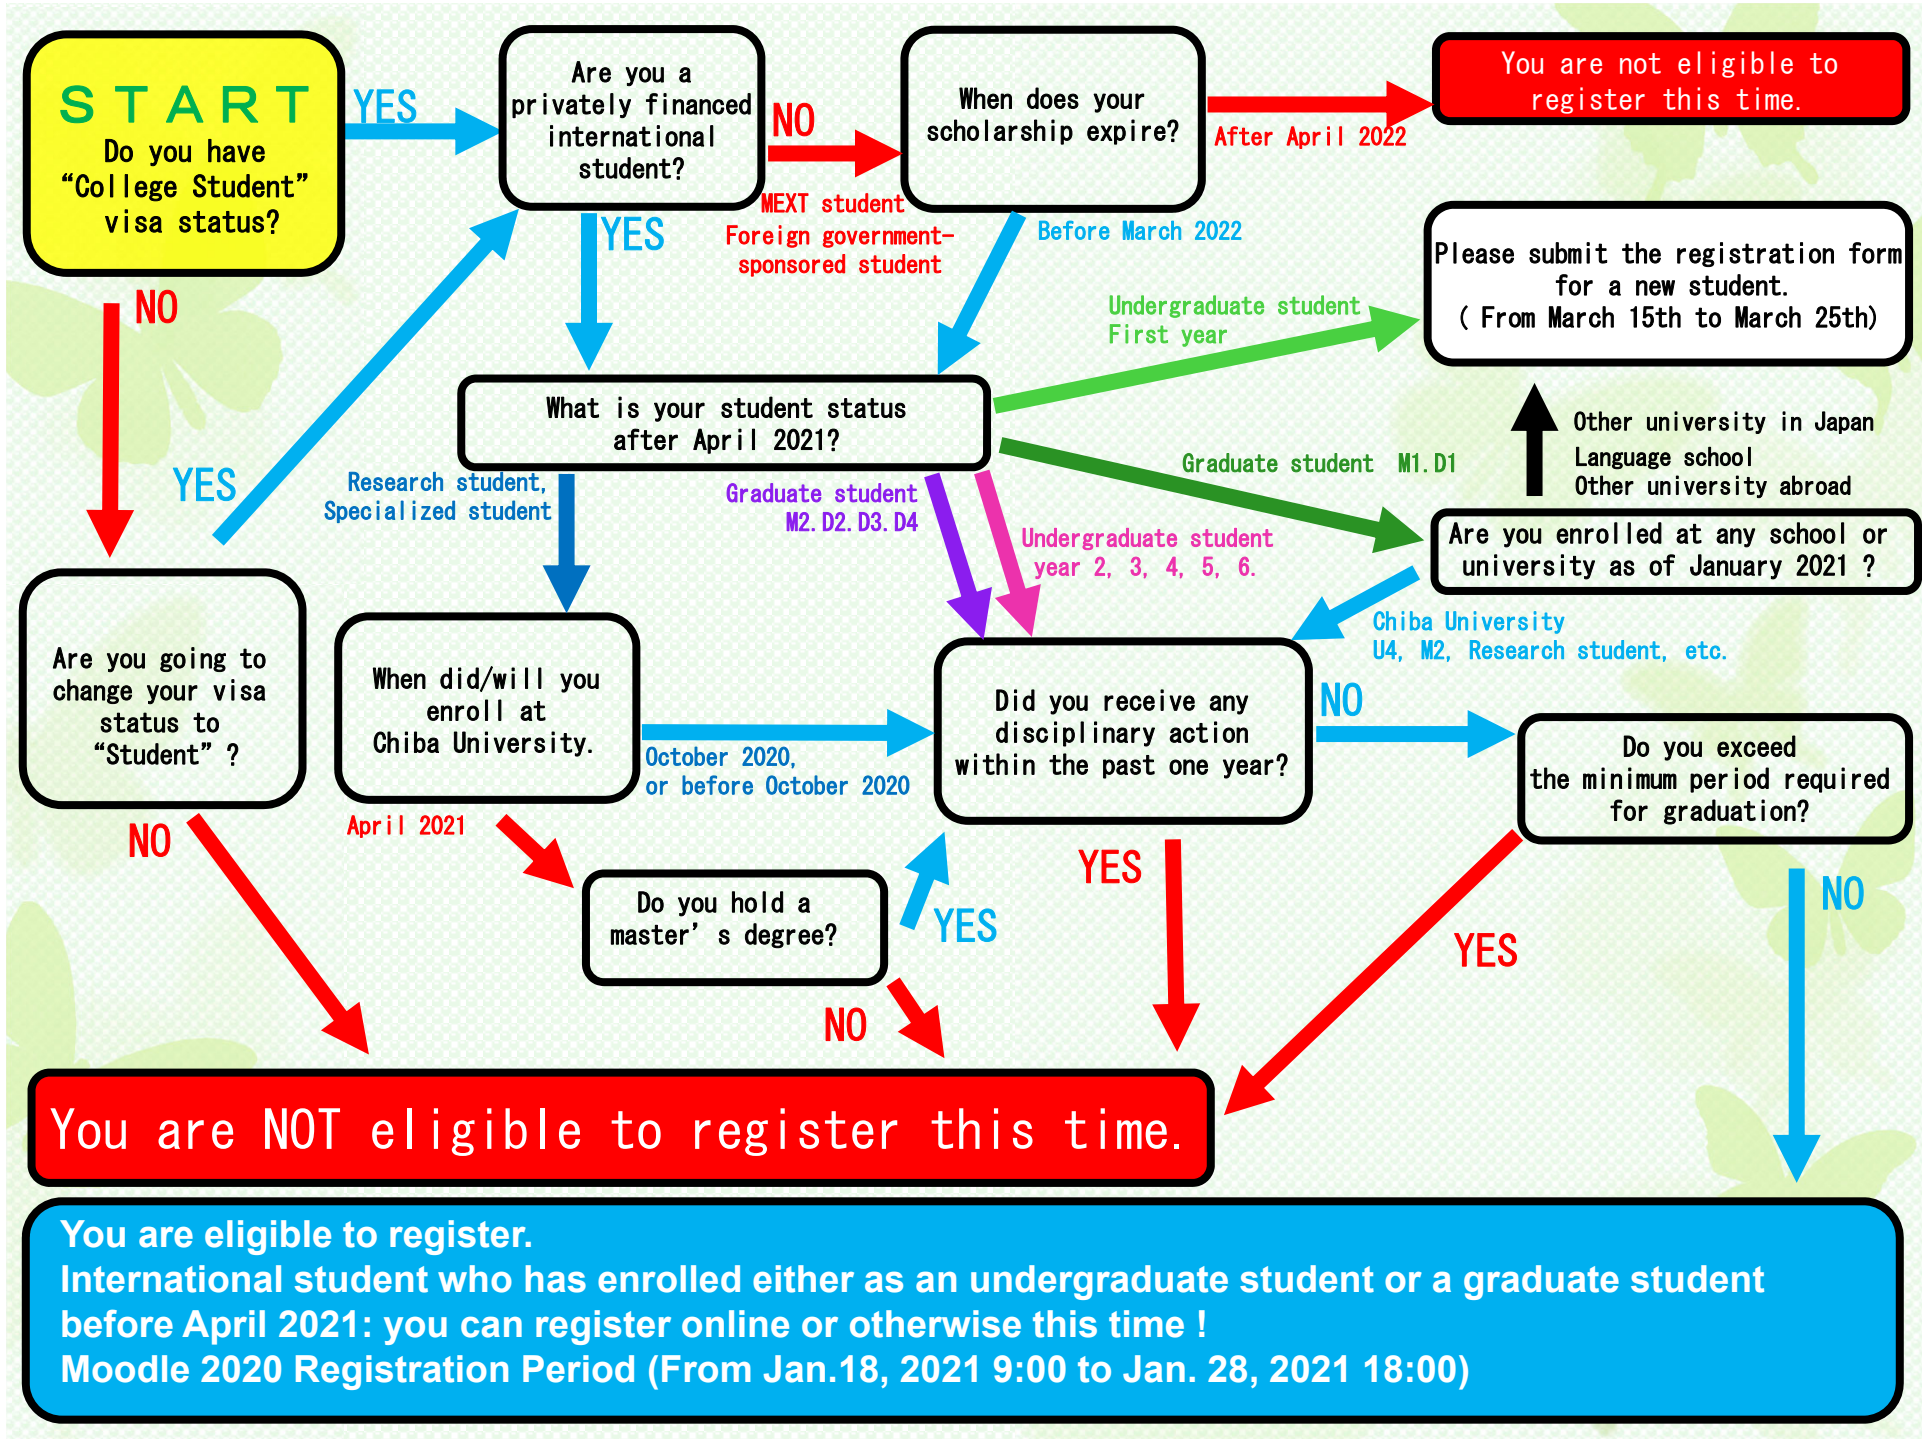 START
Do you have
“College Student”
visa status?
YES
NO
Are you a
privately financed
international
student?
NO
MEXT student
Foreign government–
sponsored student
YES
When does your
scholarship expire?
After April 2022
Before March 2022
You are not eligible to
register this time.
Please submit the registration form
for a new student.
( From March 15th to March 25th)
Undergraduate student
First year
What is your student status
after April 2021?
Graduate student M1.D1
Other university in Japan
Language school
Other university abroad
YES
Research student,
Specialized student
Graduate student
M2.D2.D3.D4
Undergraduate student
year 2, 3, 4, 5, 6.
Are you enrolled at any school or
university as of January 2021 ?
Chiba University
U4, M2, Research student, etc.
Are you going to
change your visa
status to
“Student” ?
NO
When did/will you
enroll at
Chiba University.
October 2020,
or before October 2020
April 2021
Did you receive any
disciplinary action
within the past one year?
NO
YES
Do you exceed
the minimum period required
for graduation?
YES
NO
Do you hold a
master’s degree?
YES
NO
You are NOT eligible to register this time.
You are eligible to register.
International student who has enrolled either as an undergraduate student or a graduate student
before April 2021: you can register online or otherwise this time !
Moodle 2020 Registration Period (From Jan.18, 2021 9:00 to Jan. 28, 2021 18:00)